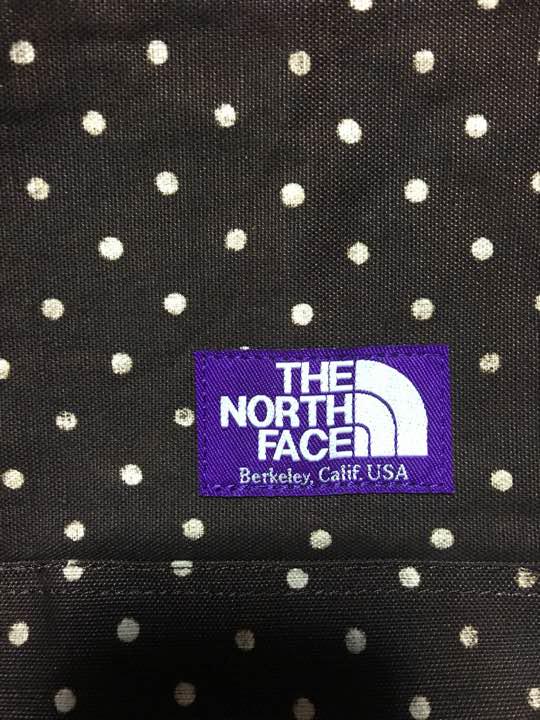 THE
NORTH
FACE
Berkeley, Calif. USA